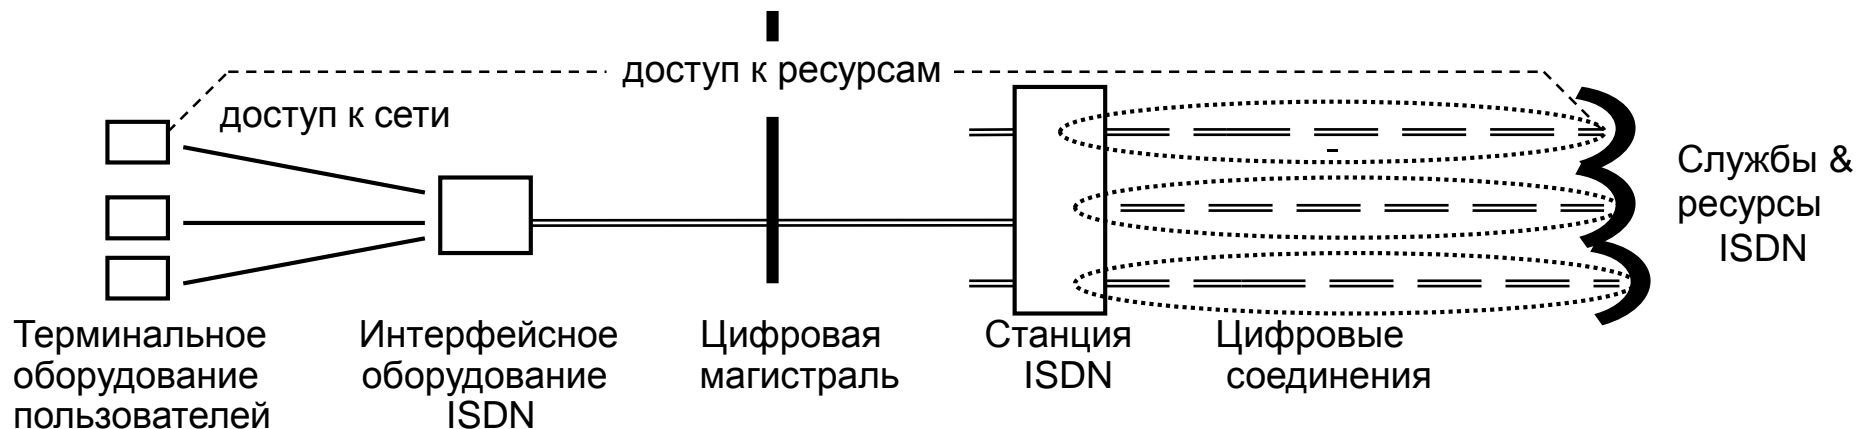 доступ к ресурсам
доступ к сети
Службы &
ресурсы
ISDN
Терминальное
оборудование
пользователей
Интерфейсное
оборудование
ISDN
Цифровая
магистраль
Станция
ISDN
Цифровые
соединения